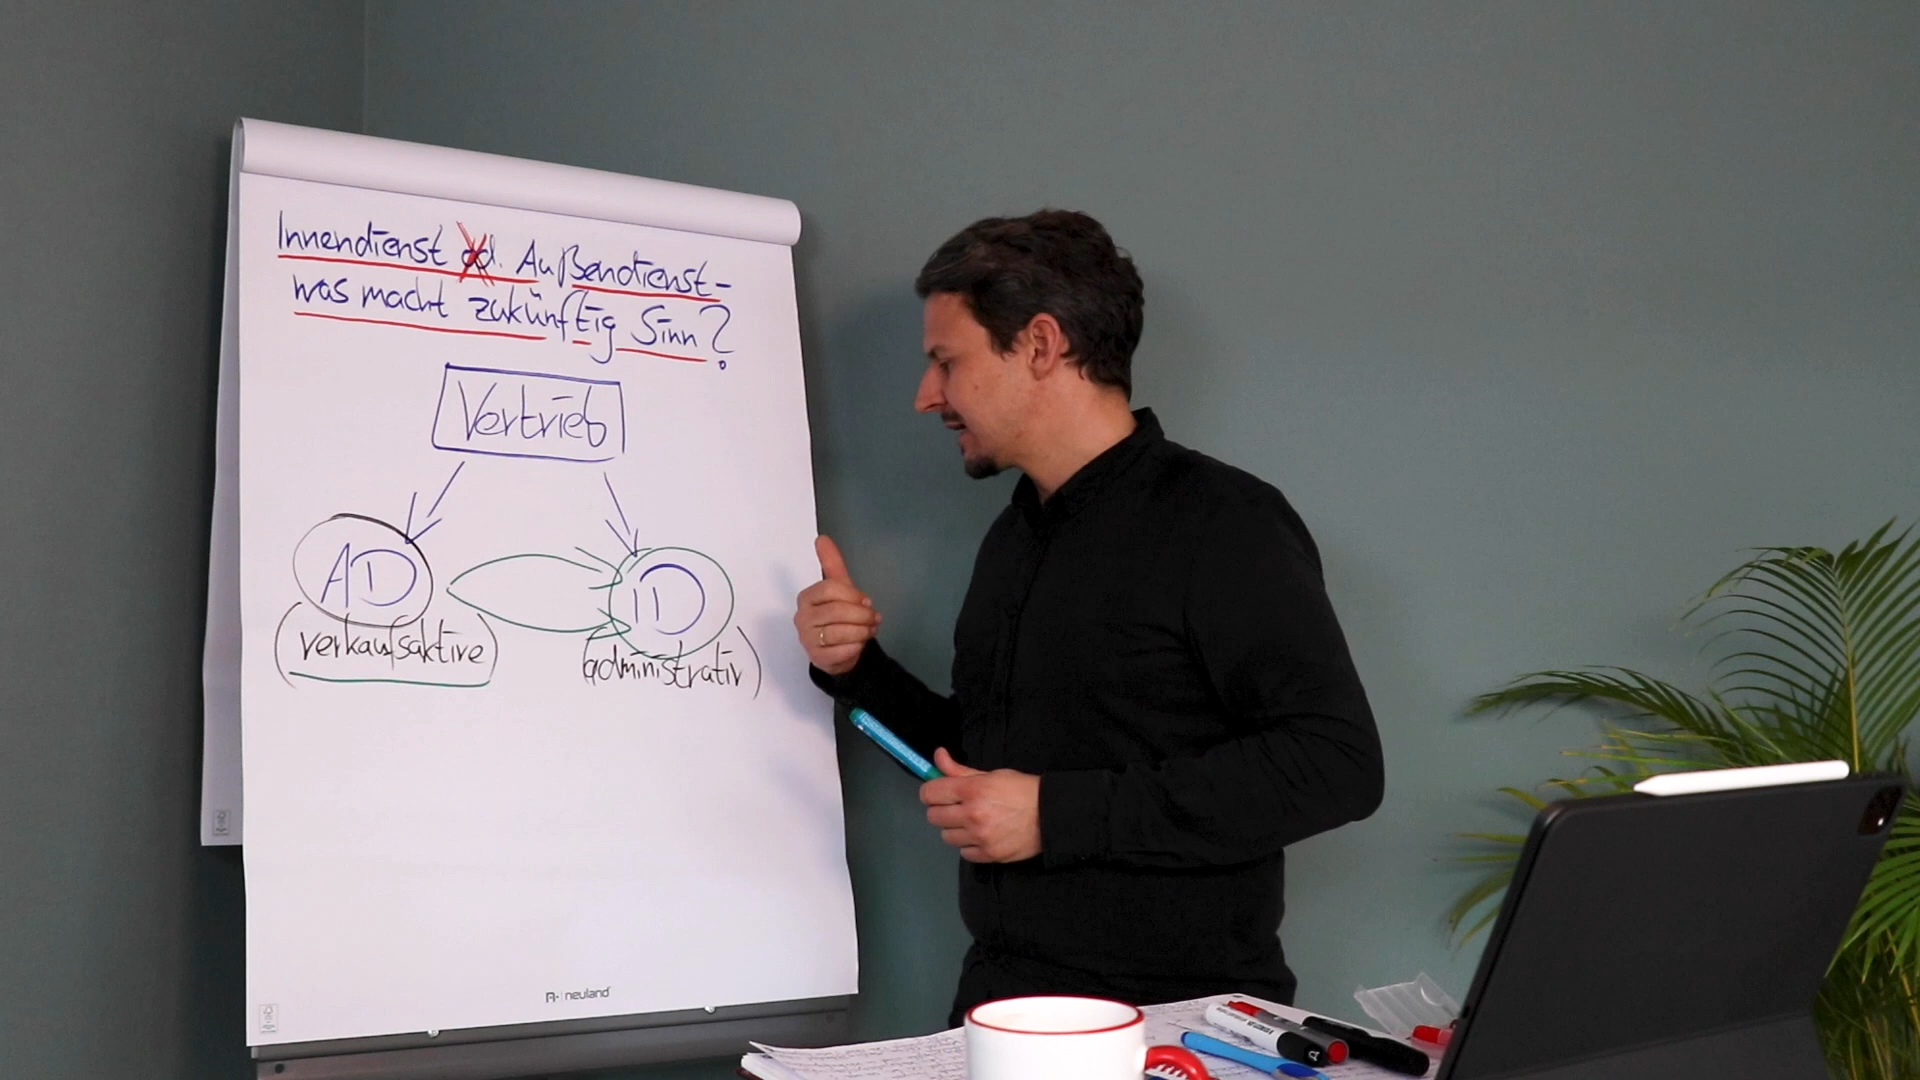 Innendienst od. Außendienst-
was macht zukünftig Sinn?
Vertrieb
AD
ID
(verkaufsaktive)
(administrativ)
neuland